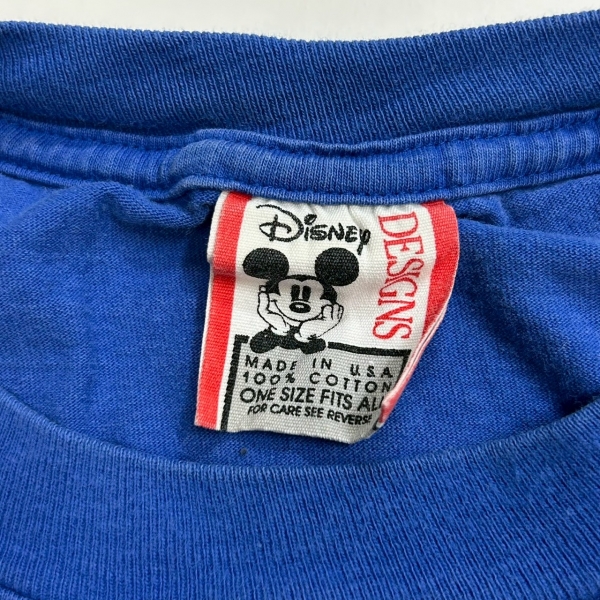 Disney
DESIGNS
MADE IN U.S.A.
100% COTTON
ONE SIZE FITS ALL
FOR CARE SEE REVERSE